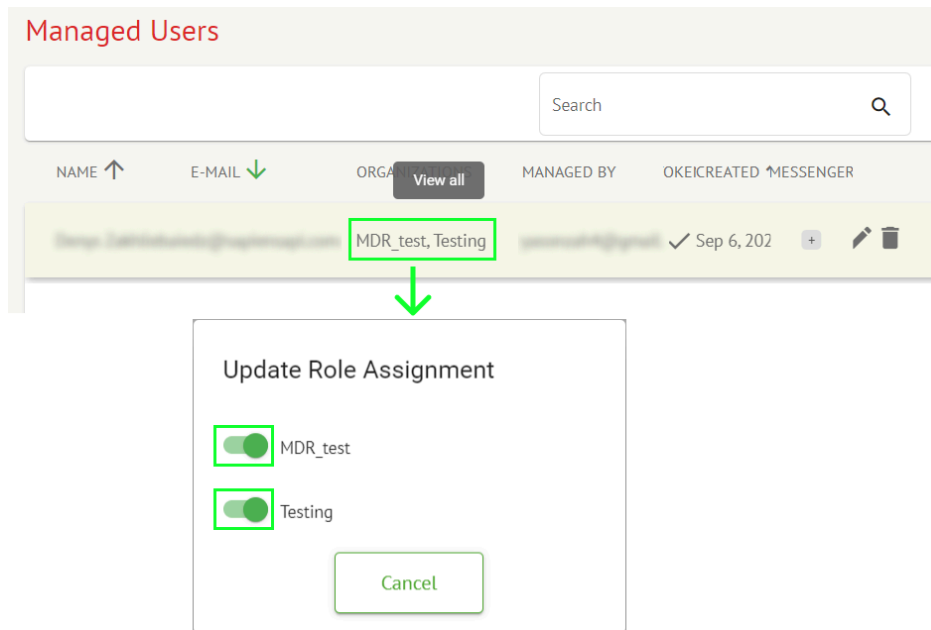 Managed Users
Search
NAME E-MAIL ORGANIZATIONS MANAGED BY OKEICREATED MESSENGER
View all
MDR_test, Testing Sep 6, 202 +
Update Role Assignment
MDR_test
Testing
Cancel